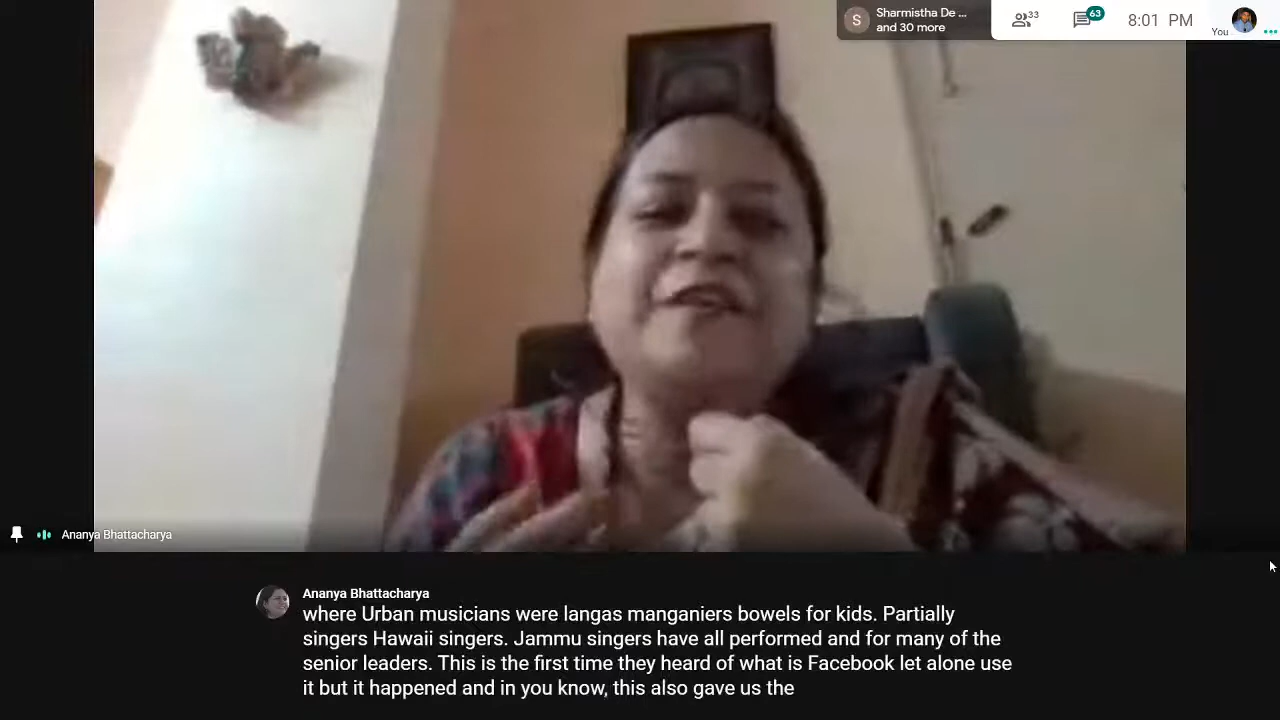 Sharmistha De ...
and 30 more
S
33
63
8:01 PM
You
Ananya Bhattacharya
Ananya Bhattacharya
where Urban musicians were langas manganiers bowels for kids. Partially
singers Hawaii singers. Jammu singers have all performed and for many of the
senior leaders. This is the first time they heard of what is Facebook let alone use
it but it happened and in you know, this also gave us the